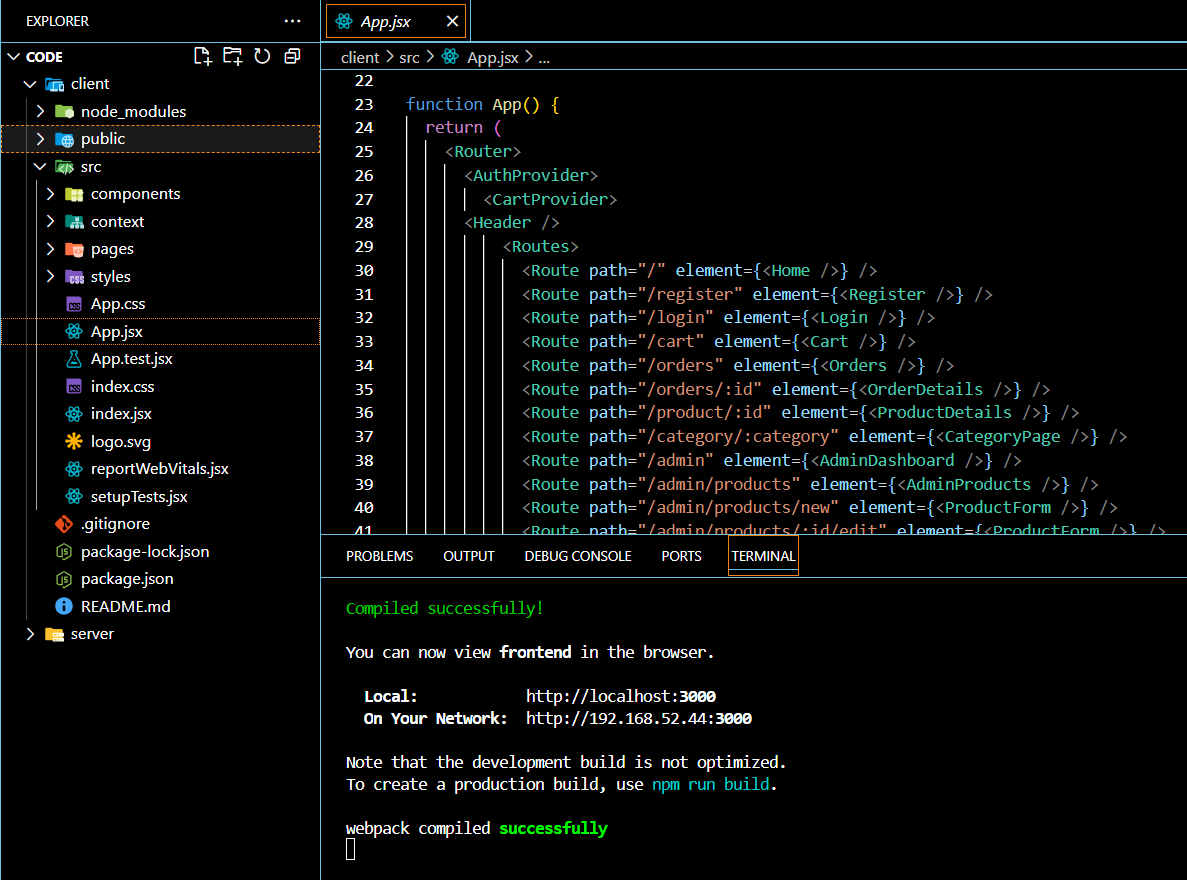 EXPLORER
CODE
client
node_modules
public
src
components
context
pages
styles
App.css
App.jsx
App.test.jsx
index.css
index.jsx
logo.svg
reportWebVitals.jsx
setupTests.jsx
.gitignore
package-lock.json
package.json
README.md
server
App.jsx
client > src > App.jsx > ...
22
23 function App() {
24 return (
25 <Router>
26 <AuthProvider>
27 <CartProvider>
28 <Header />
29 <Routes>
30 <Route path="/" element={<Home />} />
31 <Route path="/register" element={<Register />} />
32 <Route path="/login" element={<Login />} />
33 <Route path="/cart" element={<Cart />} />
34 <Route path="/orders" element={<Orders />} />
35 <Route path="/orders/:id" element={<OrderDetails />} />
36 <Route path="/product/:id" element={<ProductDetails />} />
37 <Route path="/category/:category" element={<CategoryPage />} />
38 <Route path="/admin" element={<AdminDashboard />} />
39 <Route path="/admin/products" element={<AdminProducts />} />
40 <Route path="/admin/products/new" element={<ProductForm />} />
41 <Route path="/admin/products/:id/edit" element={<ProductForm />} />
PROBLEMS OUTPUT DEBUG CONSOLE PORTS TERMINAL
Compiled successfully!
You can now view frontend in the browser.
Local: http://localhost:3000
On Your Network: http://192.168.52.44:3000
Note that the development build is not optimized.
To create a production build, use npm run build.
webpack compiled successfully